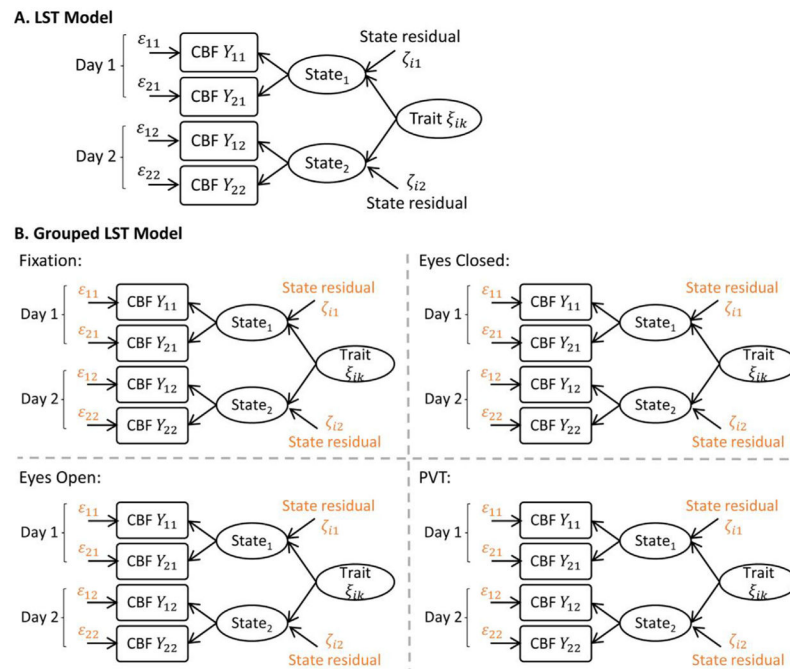 A. LST Model
Day 1
ε₁₁
CBF Y₁₁
ε₂₁
CBF Y₂₁
State₁
State residual
ζᵢ₁
Trait ξᵢₖ
Day 2
ε₁₂
CBF Y₁₂
ε₂₂
CBF Y₂₂
State₂
ζᵢ₂
State residual
B. Grouped LST Model
Fixation:
Day 1
ε₁₁
CBF Y₁₁
ε₂₁
CBF Y₂₁
State₁
State residual
ζᵢ₁
Trait
ξᵢₖ
Day 2
ε₁₂
CBF Y₁₂
ε₂₂
CBF Y₂₂
State₂
ζᵢ₂
State residual
Eyes Closed:
Day 1
ε₁₁
CBF Y₁₁
ε₂₁
CBF Y₂₁
State₁
State residual
ζᵢ₁
Trait
ξᵢₖ
Day 2
ε₁₂
CBF Y₁₂
ε₂₂
CBF Y₂₂
State₂
ζᵢ₂
State residual
Eyes Open:
Day 1
ε₁₁
CBF Y₁₁
ε₂₁
CBF Y₂₁
State₁
State residual
ζᵢ₁
Trait
ξᵢₖ
Day 2
ε₁₂
CBF Y₁₂
ε₂₂
CBF Y₂₂
State₂
ζᵢ₂
State residual
PVT:
Day 1
ε₁₁
CBF Y₁₁
ε₂₁
CBF Y₂₁
State₁
State residual
ζᵢ₁
Trait
ξᵢₖ
Day 2
ε₁₂
CBF Y₁₂
ε₂₂
CBF Y₂₂
State₂
ζᵢ₂
State residual